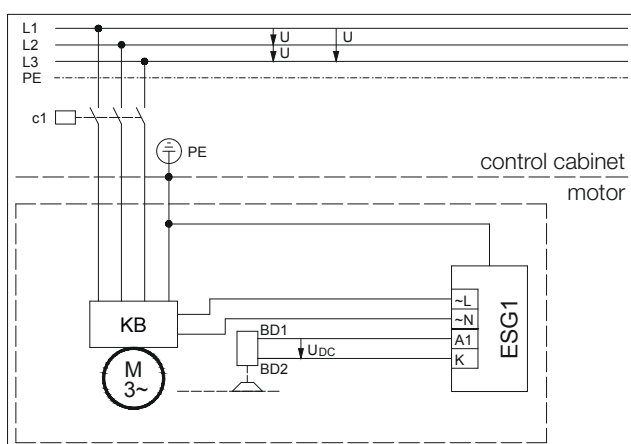 L1
L2
L3
PE
U
U
U
c1
PE
control cabinet
motor
KB
M
3~
BD1
BD2
UDC
~L
~N
A1
K
ESG1